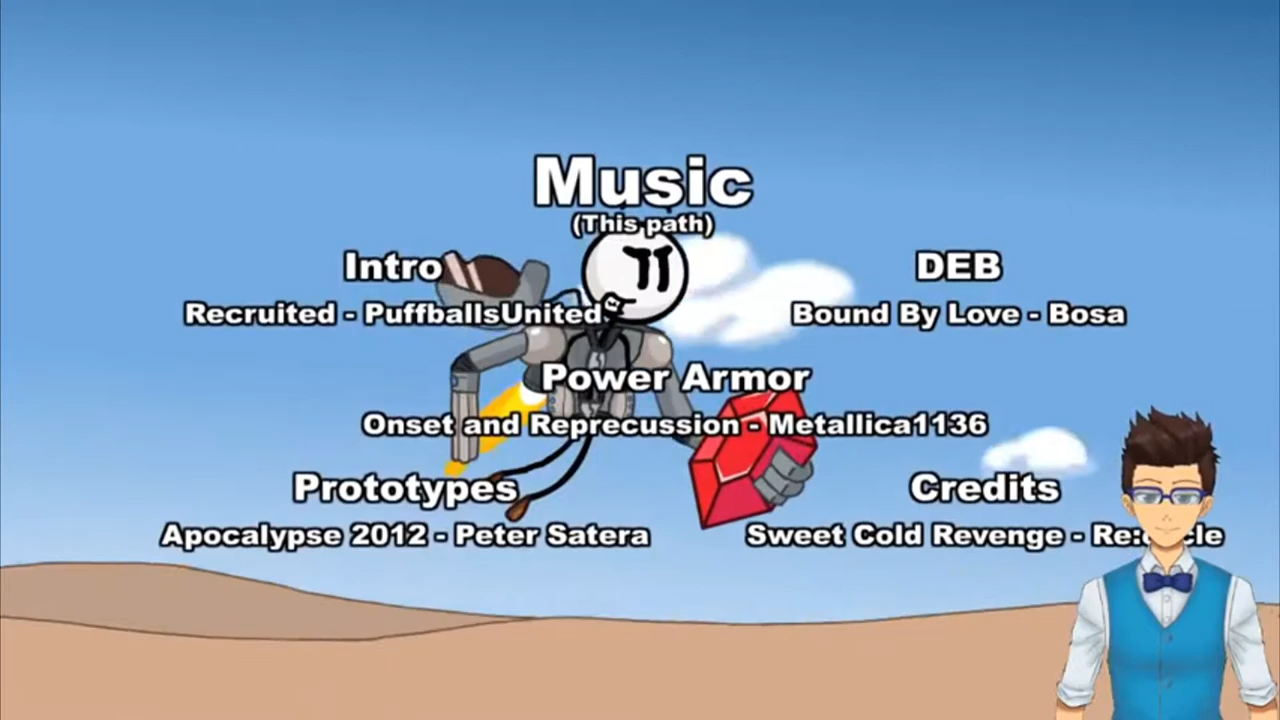 Music
(This path)
Intro
DEB
Recruited - PuffballsUnited
Bound By Love - Bosa
Power Armor
Onset and Reprecussion - Metallica1136
Prototypes
Credits
Apocalypse 2012 - Peter Satera
Sweet Cold Revenge -